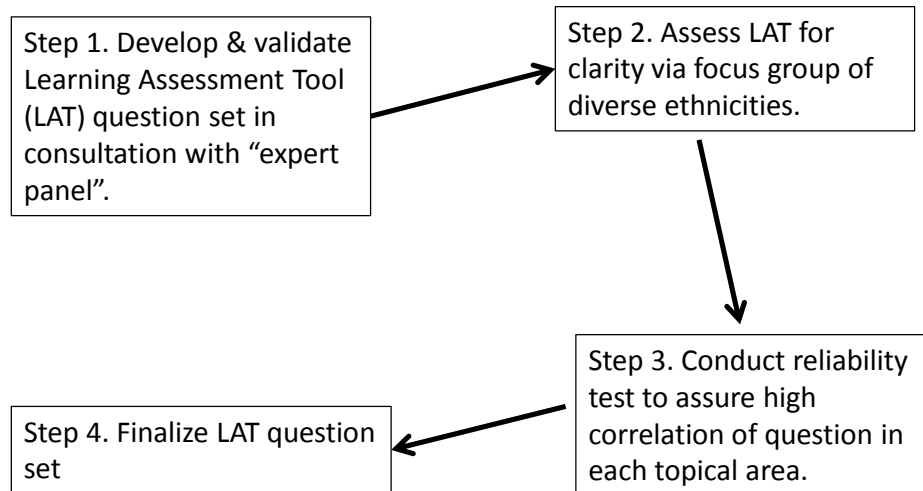 Step 1. Develop & validate
Learning Assessment Tool
(LAT) question set in
consultation with “expert
panel”.
Step 2. Assess LAT for
clarity via focus group of
diverse ethnicities.
Step 3. Conduct reliability
test to assure high
correlation of question in
each topical area.
Step 4. Finalize LAT question
set